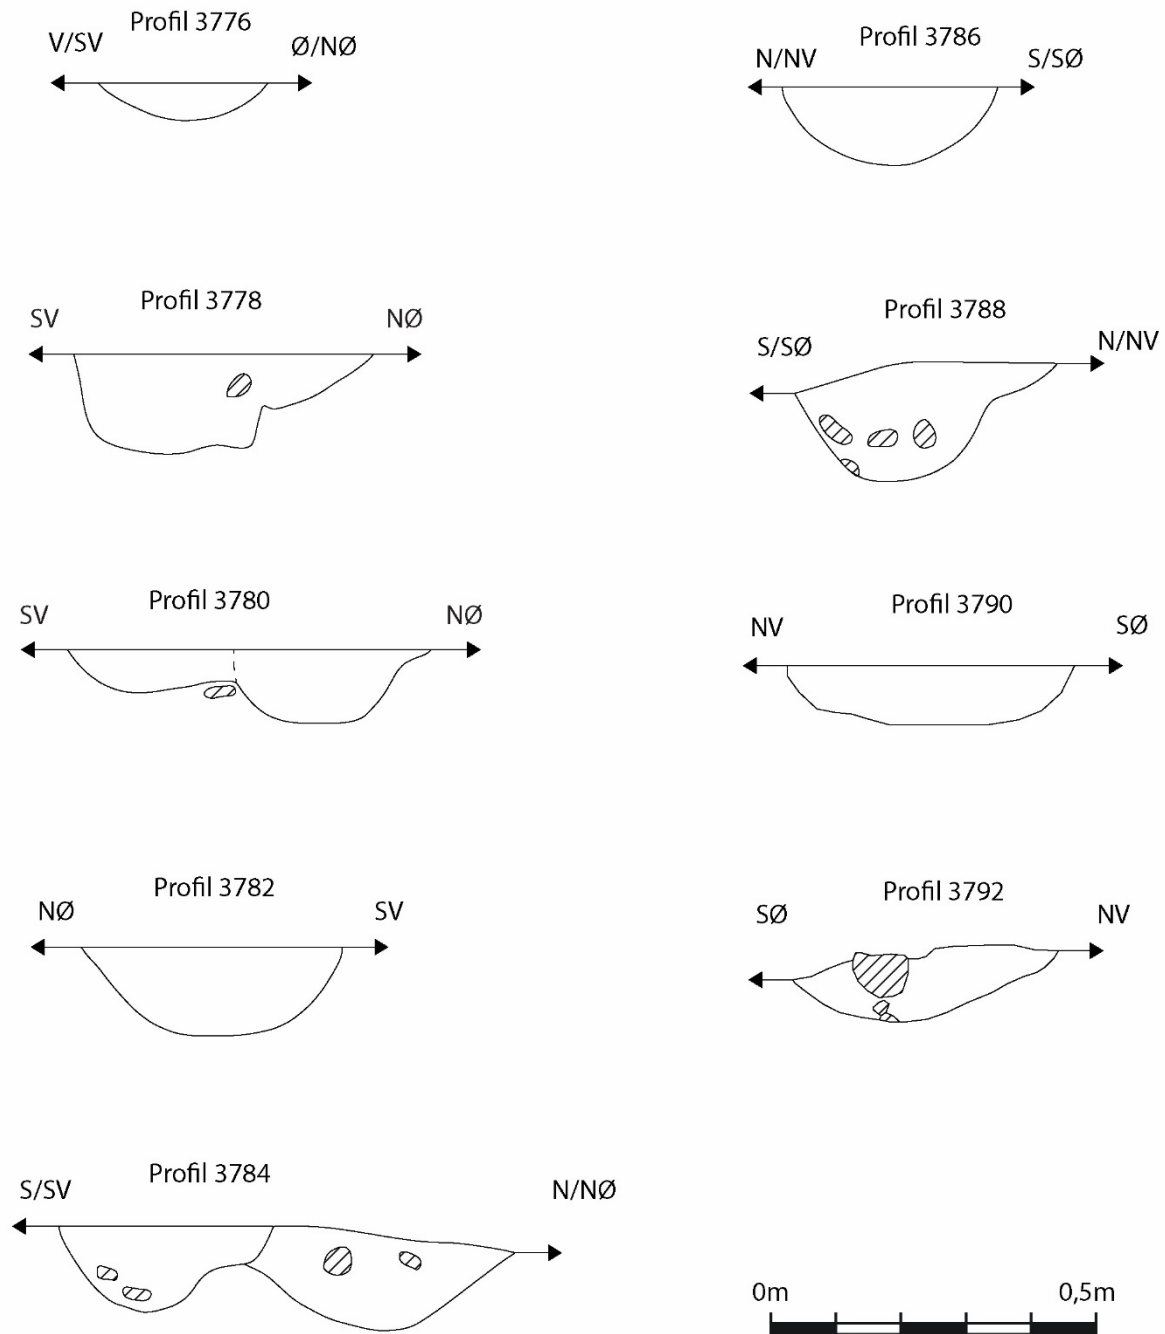 Profil 3776
V/SV Ø/NØ
Profil 3786
N/NV S/SØ
Profil 3778
SV NØ
Profil 3788
S/SØ N/NV
Profil 3780
SV NØ
Profil 3790
NV SØ
Profil 3782
NØ SV
Profil 3792
SØ NV
Profil 3784
S/SV N/NØ
0m 0,5m